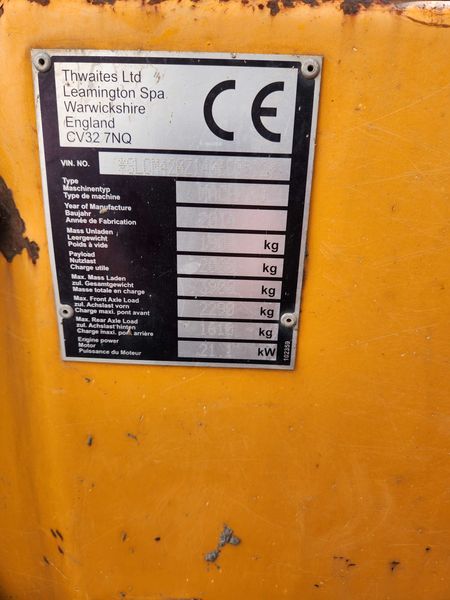 Thwaites Ltd
Leamington Spa
Warwickshire
England
CV32 7NQ
CE
VIN. NO.
Type
Maschinentyp
Type de machine
Year of Manufacture
Baujahr
Année de Fabrication
Mass Unladen
Leergewicht
Poids à vide
kg
Payload
Nutzlast
Charge utile
kg
Max. Mass Laden
zul. Gesamtgewicht
Masse totale en charge
kg
Max. Front Axle Load
zul. Achslast vorn
Charge maxi. pont avant
kg
Max. Rear Axle Load
zul. Achslast hinten
Charge maxi. pont arrière
kg
Engine power
Motor
Puissance du Moteur
kW
102359